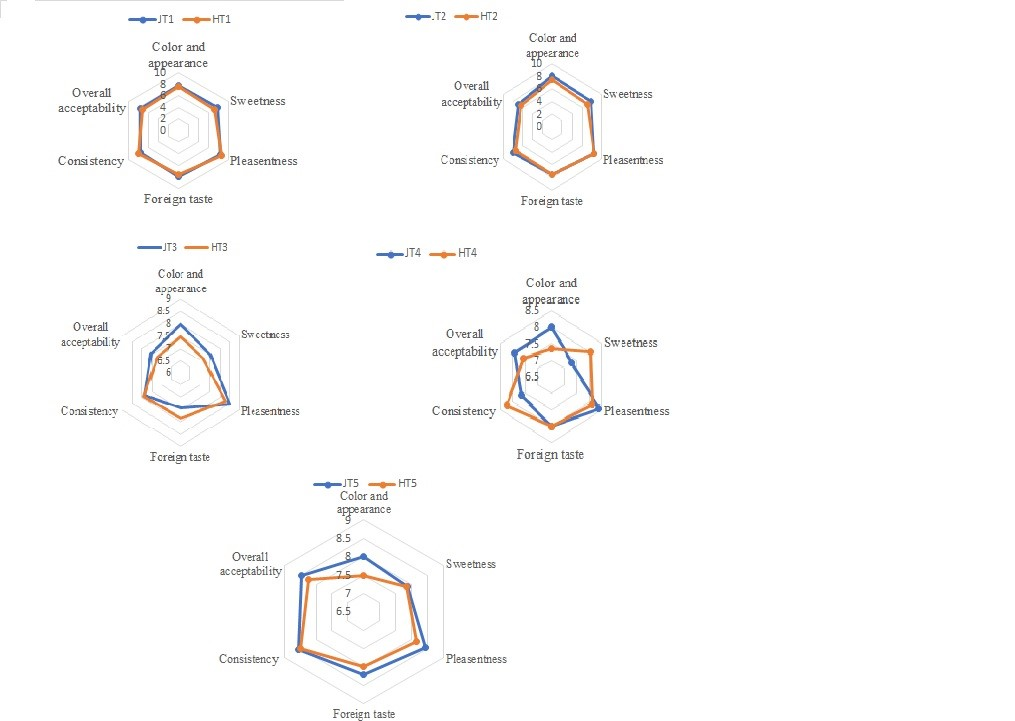 JT1 HT1
Color and
appearance
10
8
6
4
2
0
Sweetness
Pleasentness
Foreign taste
Consistency
Overall
acceptability
JT2 HT2
Color and
appearance
10
8
6
4
2
0
Sweetness
Pleasentness
Foreign taste
Consistency
Overall
acceptability
JT3 HT3
Color and
appearance
9
8.5
8
7.5
7
6.5
6
Sweetness
Pleasentness
Foreign taste
Consistency
Overall
acceptability
JT4 HT4
Color and
appearance
8.5
8
7.5
7
6.5
Sweetness
Pleasentness
Foreign taste
Consistency
Overall
acceptability
JT5 HT5
Color and
appearance
9
8.5
8
7.5
7
6.5
Sweetness
Pleasentness
Foreign taste
Consistency
Overall
acceptability